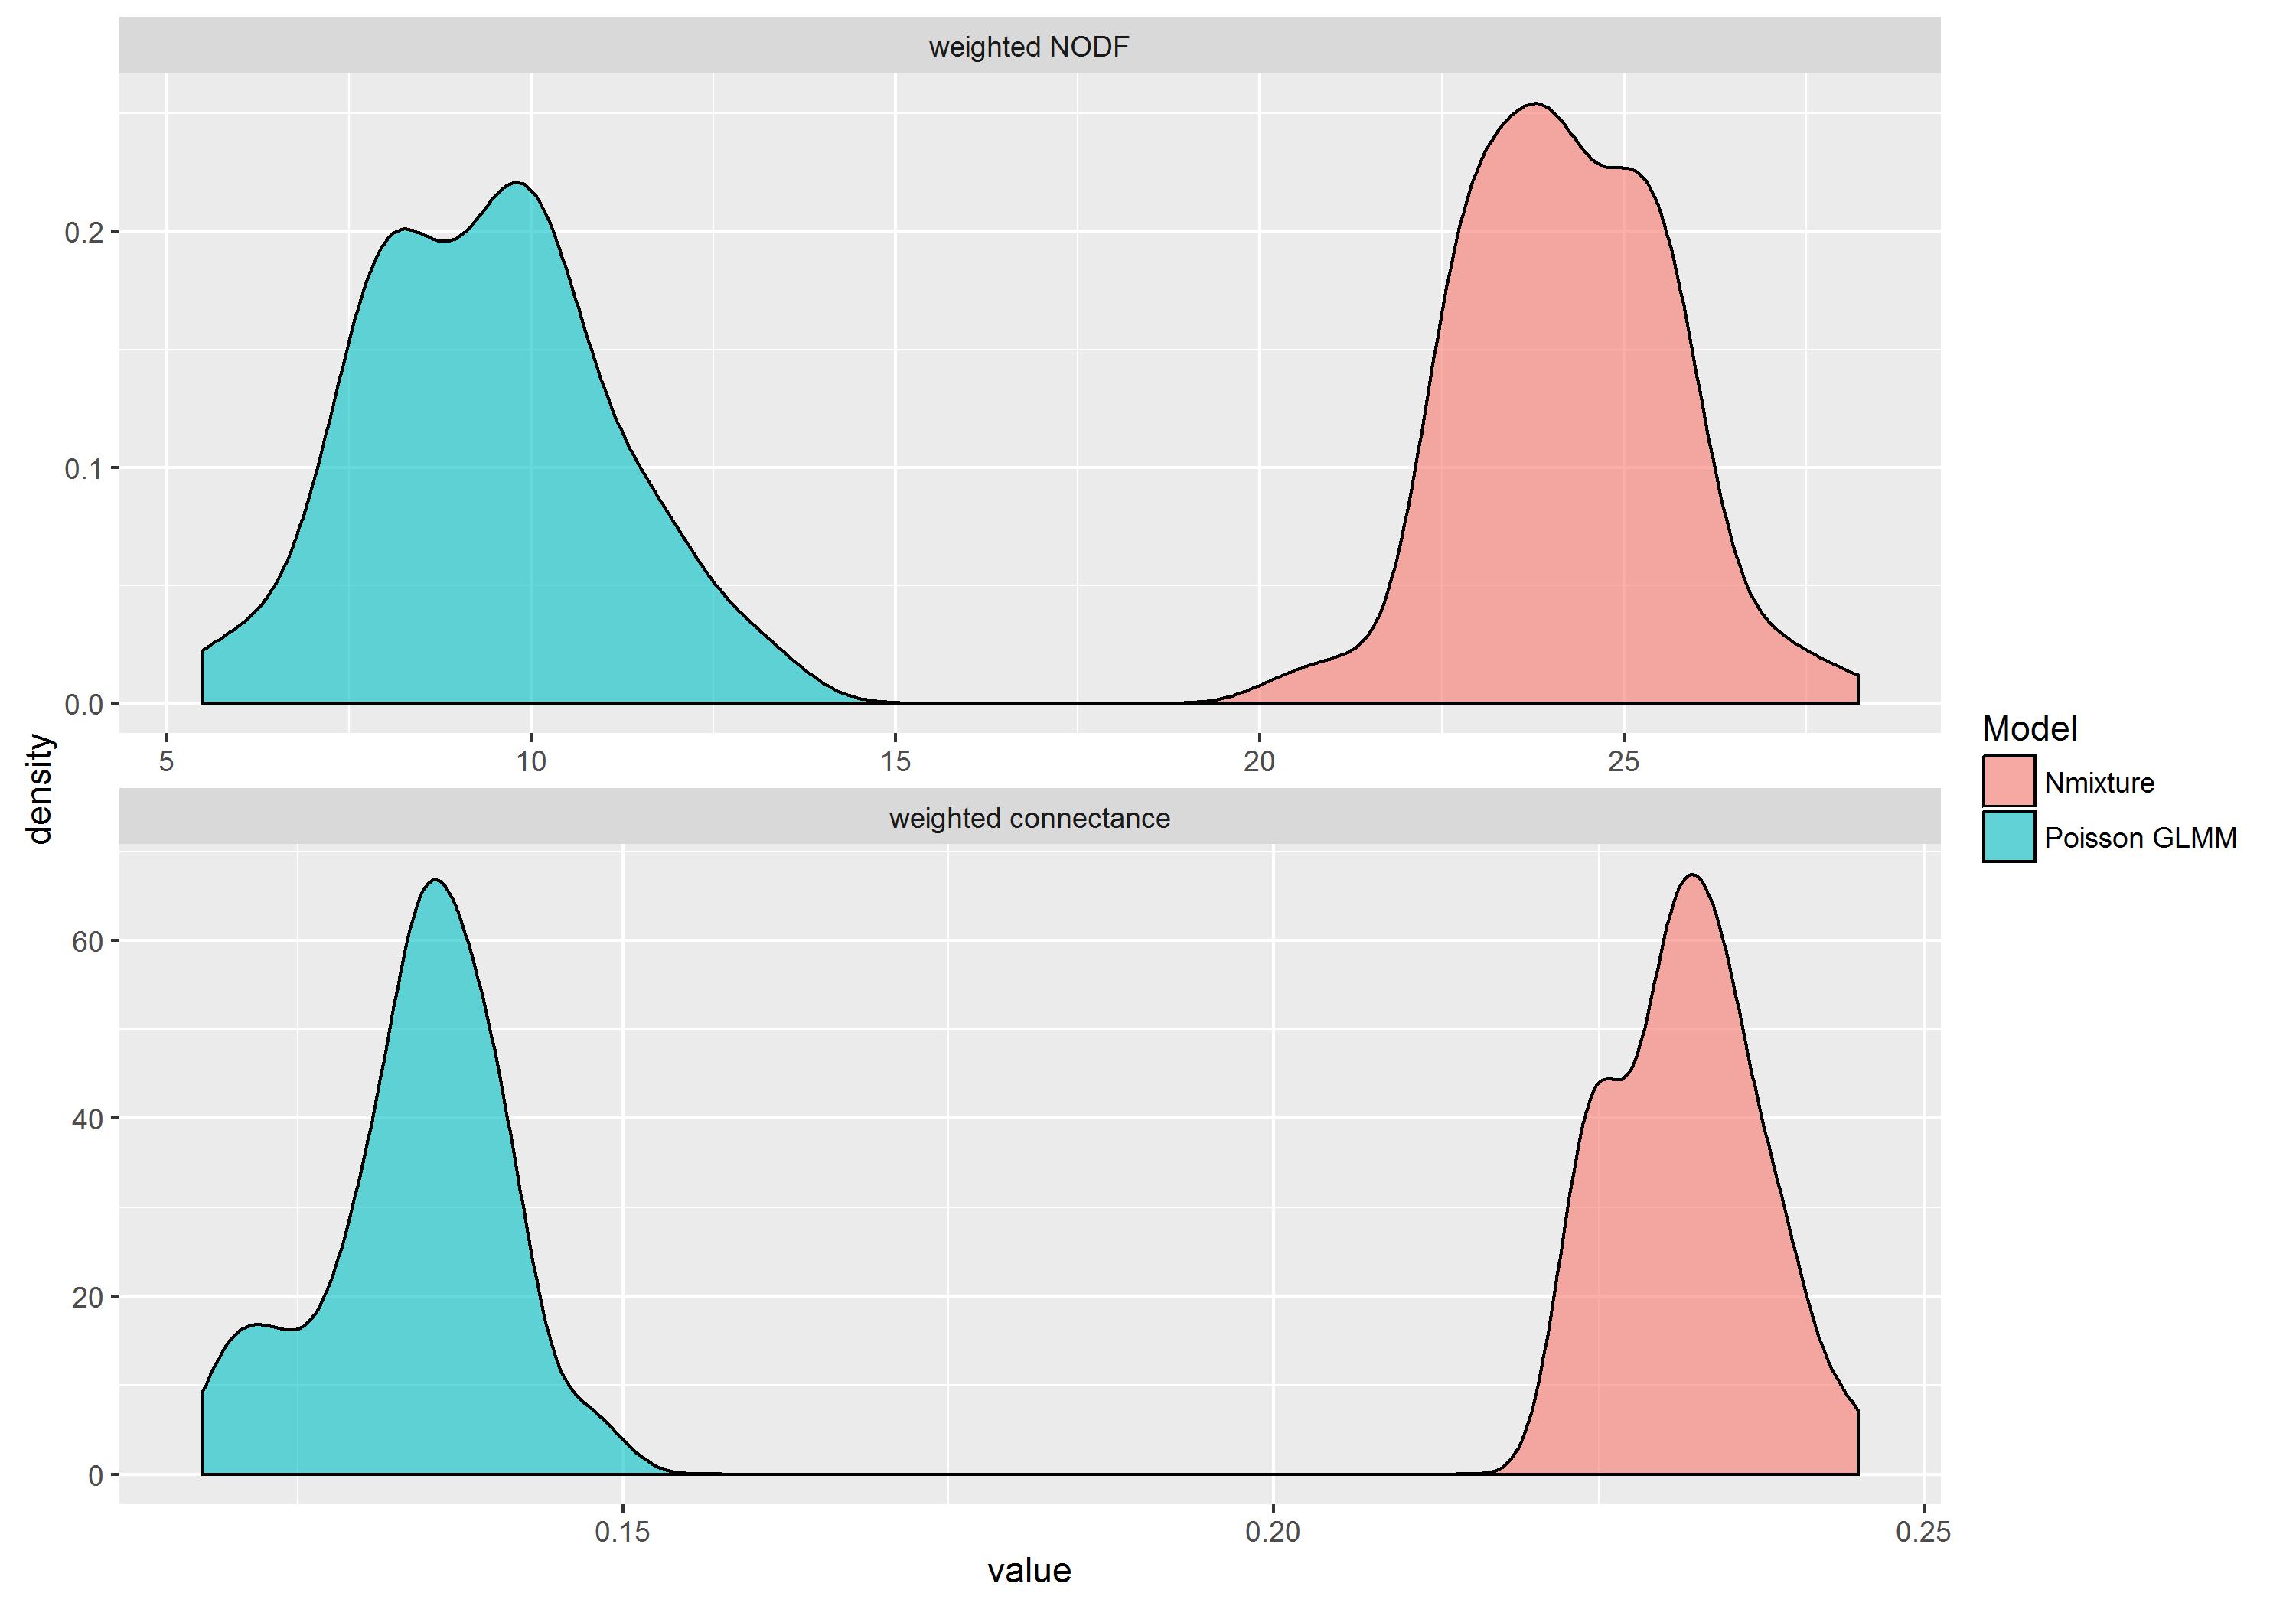 weighted NODF
0.2
0.1
0.0
5 10 15 20 25
density
weighted connectance
60
40
20
0
0.15 0.20 0.25
value
Model
Nmixture
Poisson GLMM